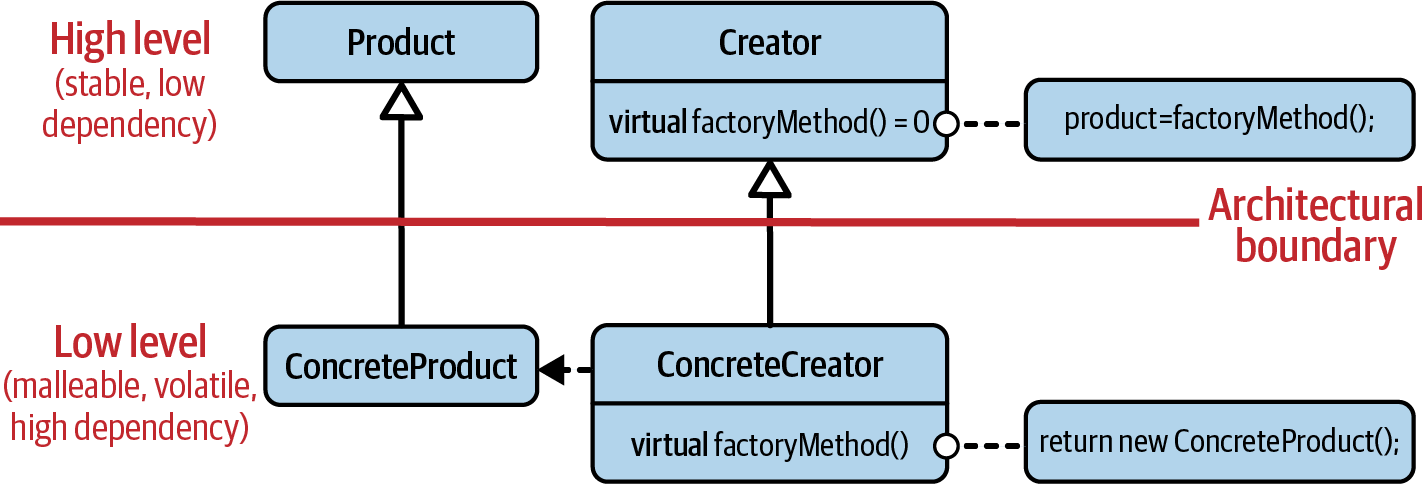 High level
(stable, low
dependency)
Product
Creator
virtual factoryMethod() = 0
product=factoryMethod();
Architectural
boundary
Low level
(malleable, volatile,
high dependency)
ConcreteProduct
ConcreteCreator
virtual factoryMethod()
return new ConcreteProduct();